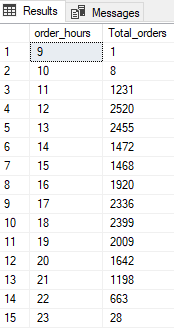 Results Messages
order_hours Total_orders
1 9 1
2 10 8
3 11 1231
4 12 2520
5 13 2455
6 14 1472
7 15 1468
8 16 1920
9 17 2336
10 18 2399
11 19 2009
12 20 1642
13 21 1198
14 22 663
15 23 28